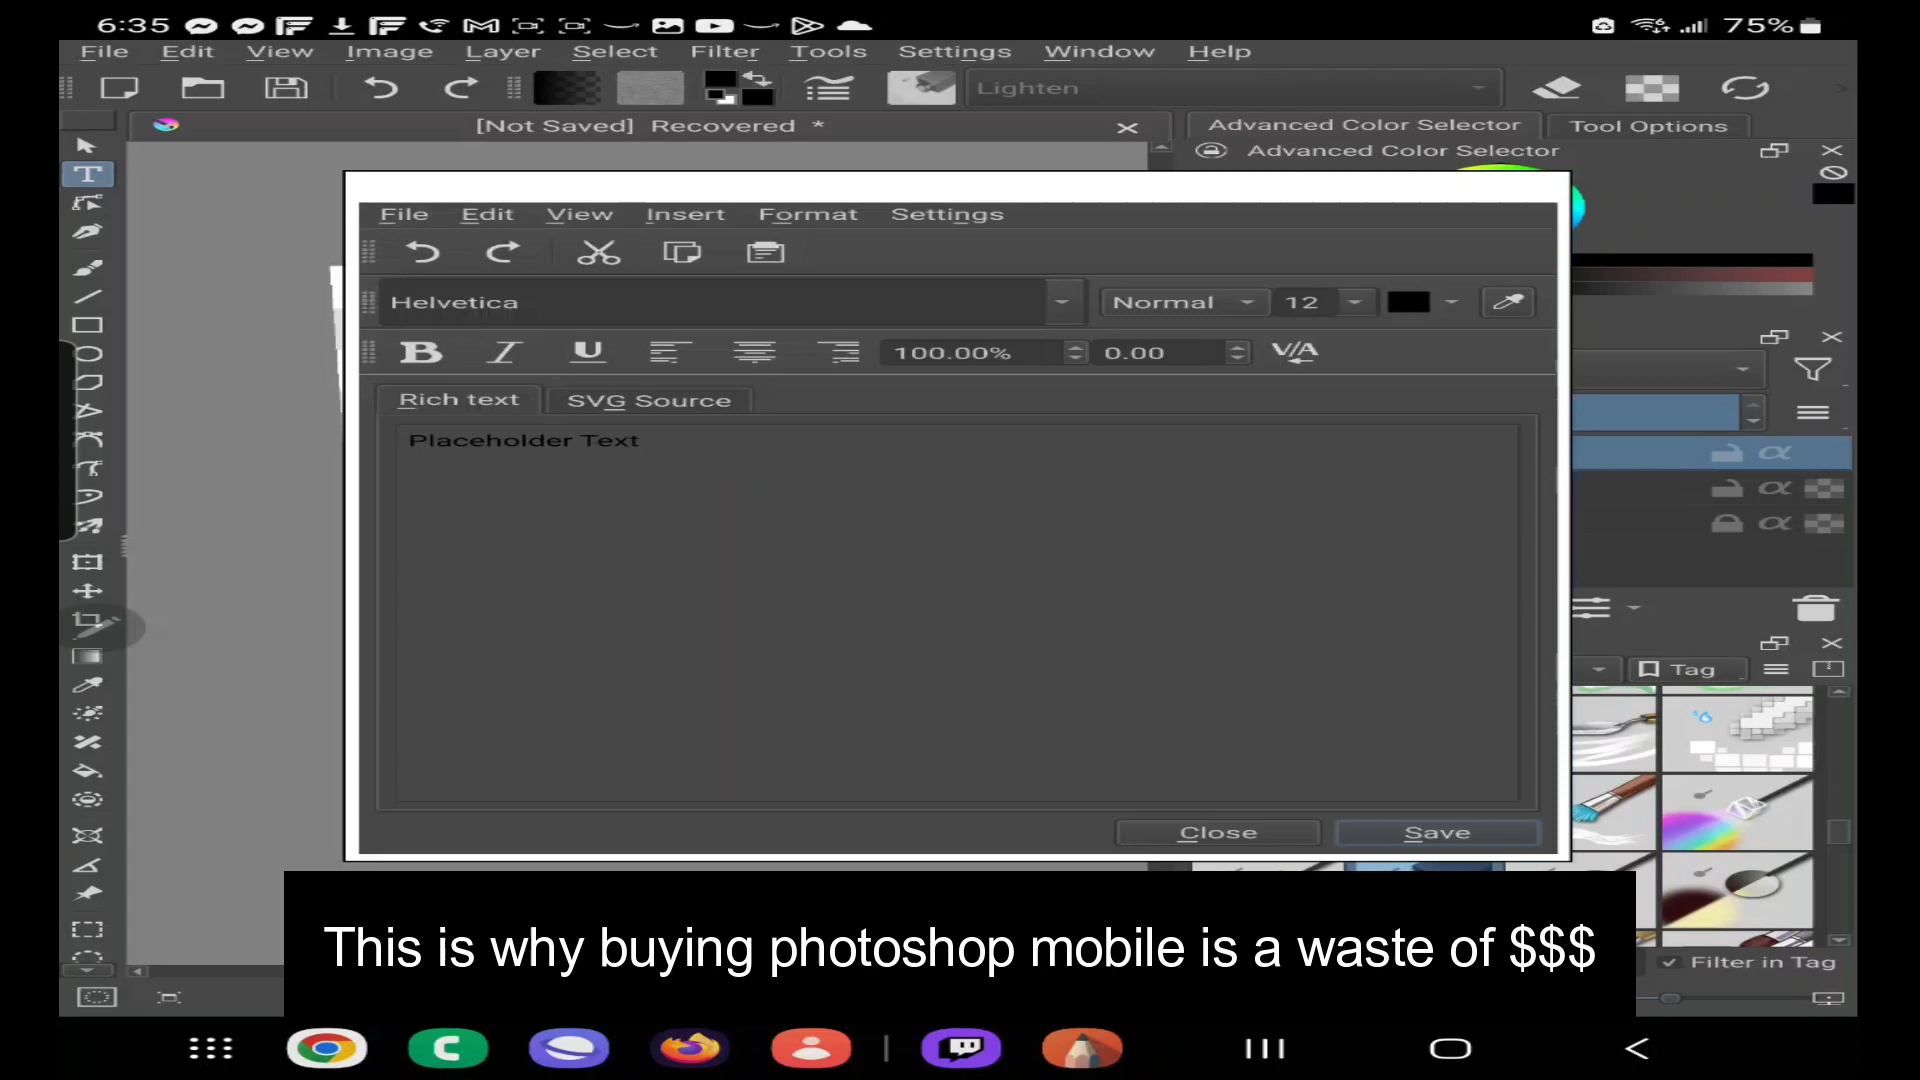 6:35
75%
File Edit View Image Layer Select Filter Tools Settings Window Help
Lighten
[Not Saved] Recovered *
Advanced Color Selector
Tool Options
Advanced Color Selector
File Edit View Insert Format Settings
Helvetica
Normal
12
B I U
100.00%
0.00
V/A
Rich text
SVG Source
Placeholder Text
Close
Save
Tag
Filter in Tag
This is why buying photoshop mobile is a waste of $$$